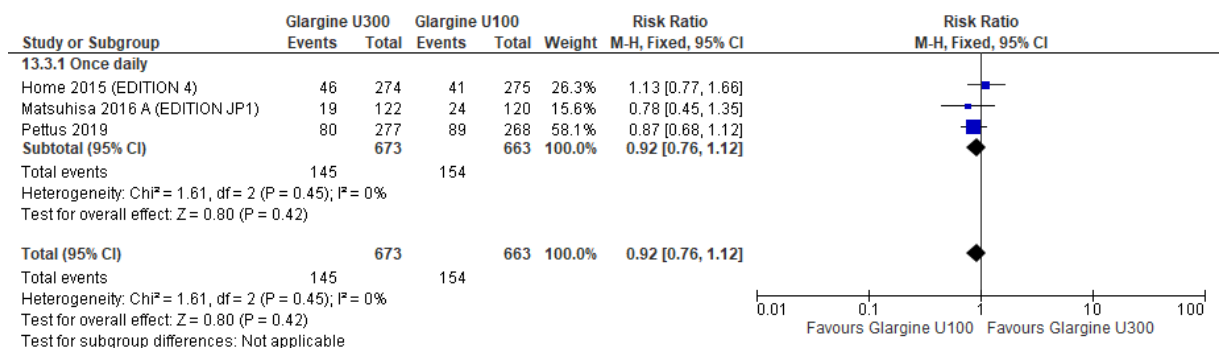 Glargine U300 Glargine U100 Risk Ratio Risk Ratio
Study or Subgroup Events Total Events Total Weight M-H, Fixed, 95% CI M-H, Fixed, 95% CI
13.3.1 Once daily
Home 2015 (EDITION 4) 46 274 41 275 26.3% 1.13 [0.77, 1.66]
Matsuhisa 2016 A (EDITION JP1) 19 122 24 120 15.6% 0.78 [0.45, 1.35]
Pettus 2019 80 277 89 268 58.1% 0.87 [0.68, 1.12]
Subtotal (95% CI) 673 663 100.0% 0.92 [0.76, 1.12]
Total events 145 154
Heterogeneity: Chi² = 1.61, df = 2 (P = 0.45); I² = 0%
Test for overall effect: Z = 0.80 (P = 0.42)
Total (95% CI) 673 663 100.0% 0.92 [0.76, 1.12]
Total events 145 154
Heterogeneity: Chi² = 1.61, df = 2 (P = 0.45); I² = 0%
Test for overall effect: Z = 0.80 (P = 0.42)
Test for subgroup differences: Not applicable
0.01 0.1 1 10 100
Favours Glargine U100 Favours Glargine U300